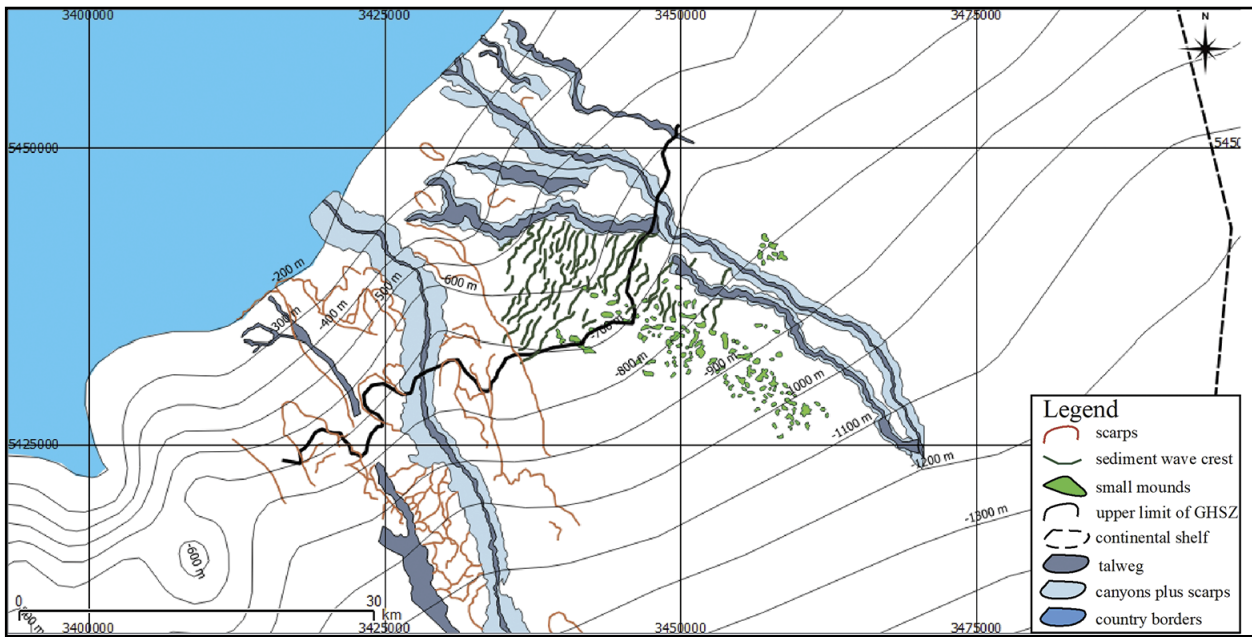 3400000
3425000
3450000
3475000
N
5450000
5450
-200 m
-300 m
-400 m
-500 m
-600 m
-700 m
-800 m
-900 m
-1000 m
-1100 m
-1200 m
-1300 m
-600 m
5125000
Legend
scarps
sediment wave crest
small mounds
upper limit of GHSZ
continental shelf
talweg
canyons plus scarps
country borders
0
30
km
3400000
3425000
3450000
3475000